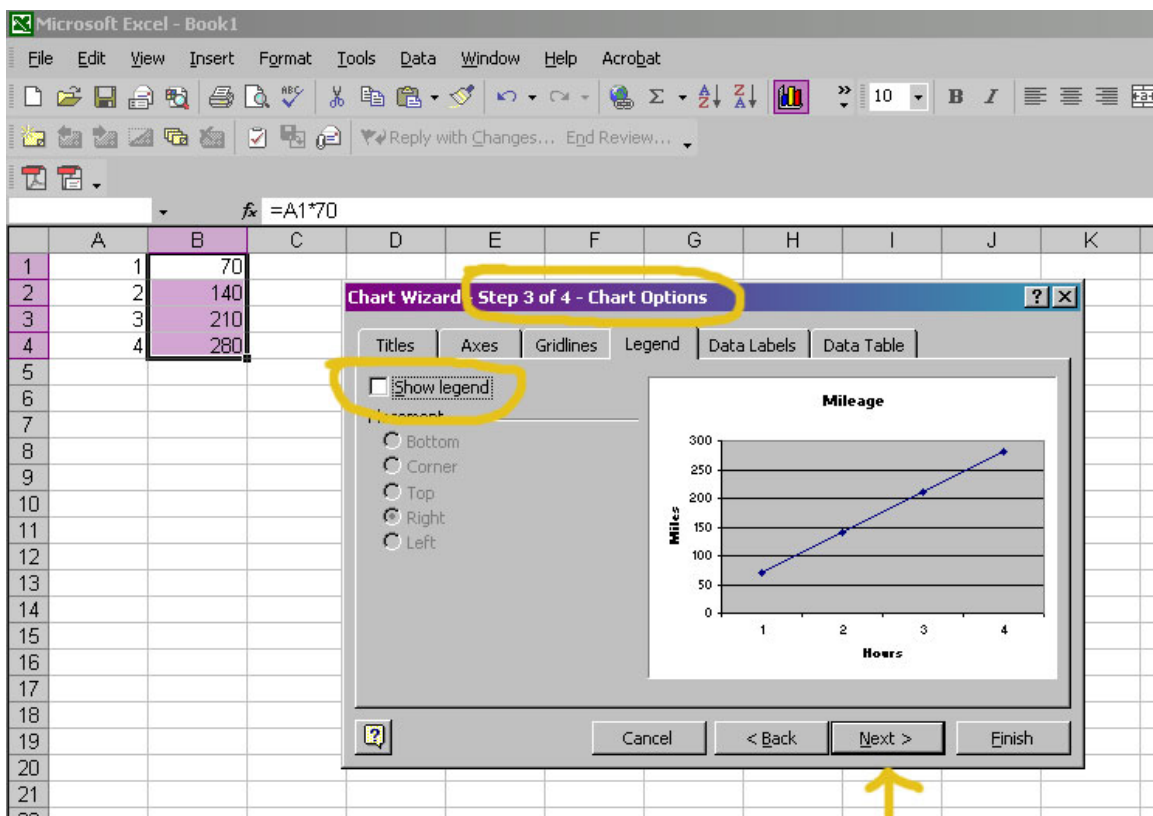 Microsoft Excel - Book1
File Edit View Insert Format Tools Data Window Help Acrobat
ABC Σ A Z Z A » 10 B I
Reply with Changes... End Review...
fx =A1*70
A B C D E F G H I J K
1 1 70
2 2 140
3 3 210
4 4 280
5
6
7
8
9
10
11
12
13
14
15
16
17
18
19
20
21
Chart Wizard - Step 3 of 4 - Chart Options ? X
Titles Axes Gridlines Legend Data Labels Data Table
Show legend
Placement
Bottom
Corner
Top
Right
Left
Mileage
300
250
200
150
100
50
0
Miles
1 2 3 4
Hours
? Cancel < Back Next > Finish